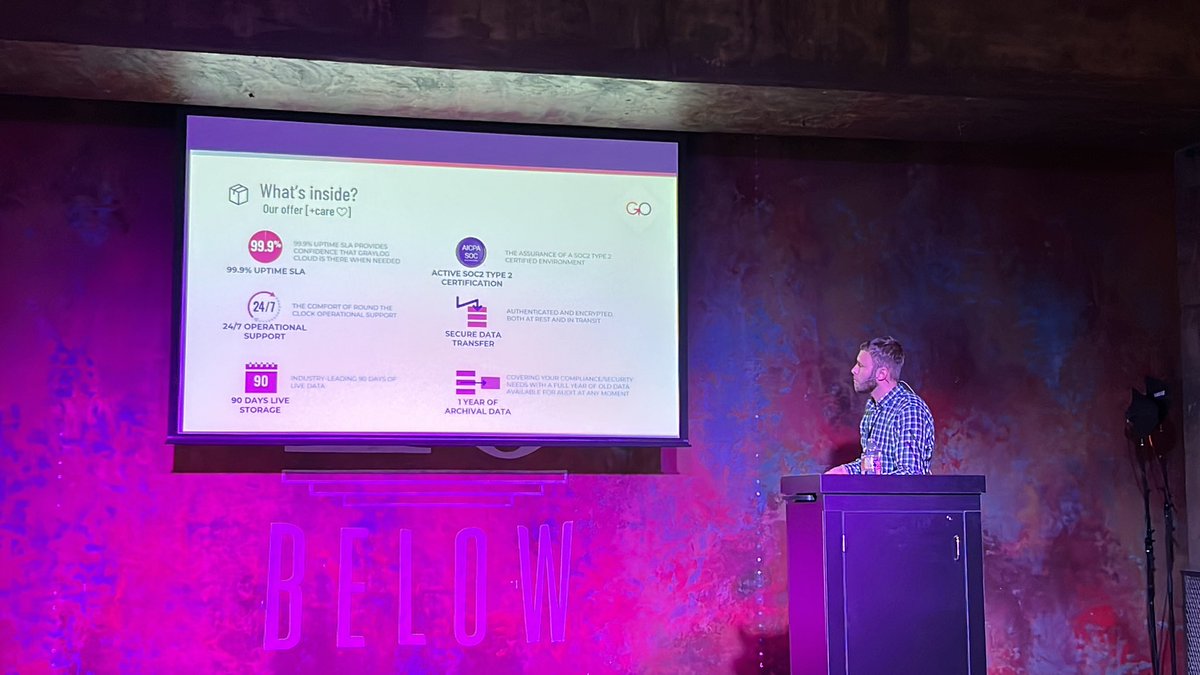 What's inside?
Our offer [+care♡]
GO
99.9%
99.9% UPTIME SLA
99.9% UPTIME SLA PROVIDES
CONFIDENCE THAT GRAYLOG
CLOUD IS THERE WHEN NEEDED
AICPA
SOC
ACTIVE SOC2 TYPE 2
CERTIFICATION
THE ASSURANCE OF A SOC2 TYPE 2
CERTIFIED ENVIRONMENT
24/7
24/7 OPERATIONAL
SUPPORT
THE COMFORT OF ROUND THE
CLOCK OPERATIONAL SUPPORT
SECURE DATA
TRANSFER
AUTHENTICATED AND ENCRYPTED,
BOTH AT REST AND IN TRANSIT
90
90 DAYS LIVE
STORAGE
INDUSTRY-LEADING 90 DAYS OF
LIVE DATA
1 YEAR OF
ARCHIVAL DATA
COVERING YOUR COMPLIANCE/SECURITY
NEEDS WITH A FULL YEAR OF OLD DATA
AVAILABLE FOR AUDIT AT ANY MOMENT
BELOW